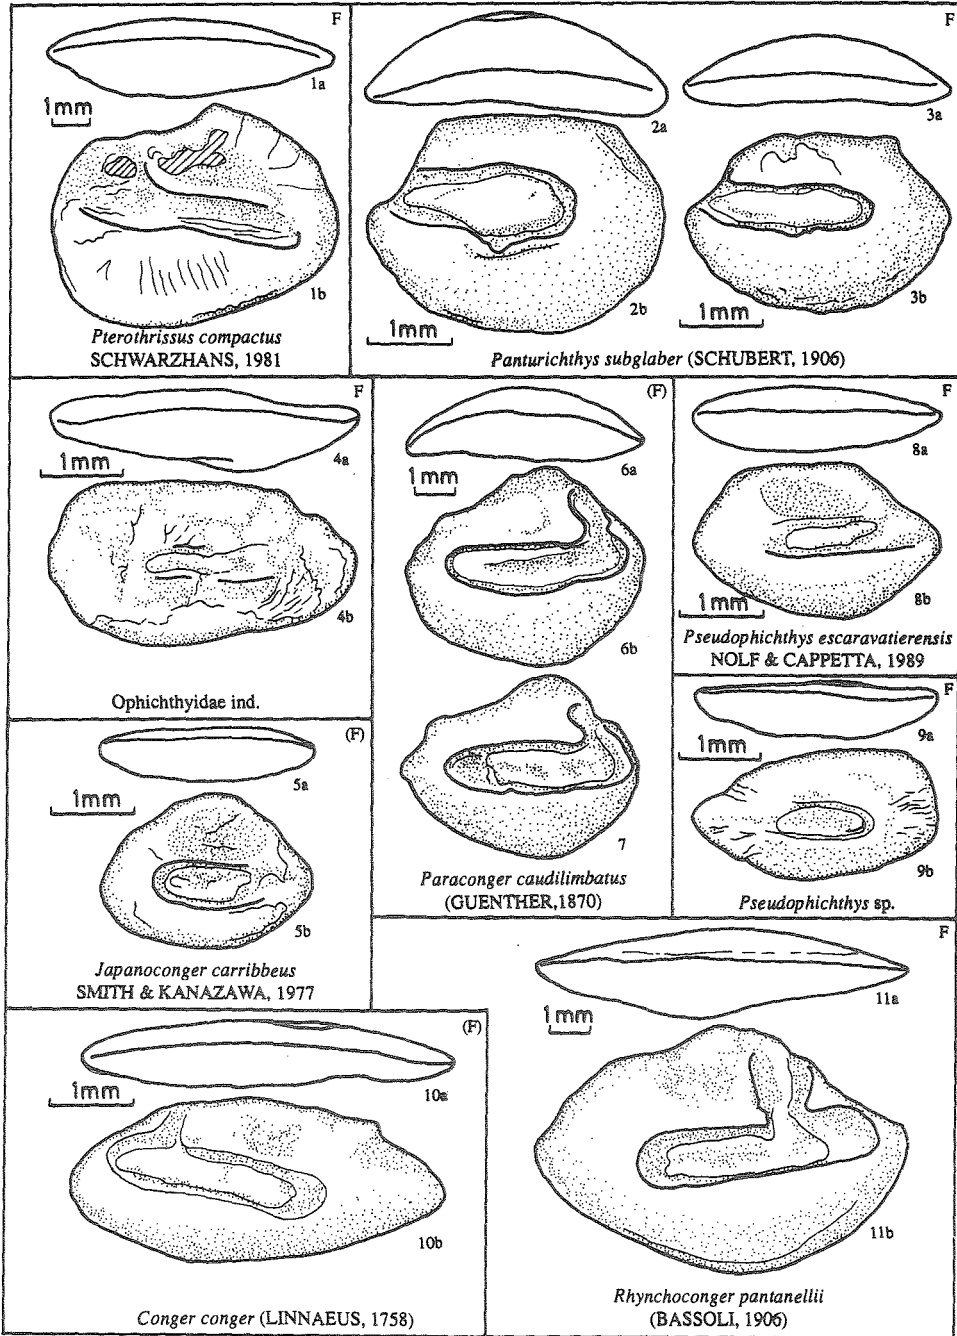 F
1a
1mm
1b
Pterothrissus compactus
SCHWARZHANS, 1981
F
2a
3a
2b
3b
1mm
1mm
Panturichthys subglaber (SCHUBERT, 1906)
F
4a
1mm
4b
Ophichthyidae ind.
(F)
5a
1mm
5b
Japanoconger carribbeus
SMITH & KANAZAWA, 1977
(F)
6a
1mm
6b
7
Paraconger caudilimbatus
(GUENTHER,1870)
F
8a
8b
1mm
Pseudophichthys escaravatierensis
NOLF & CAPPETTA, 1989
F
9a
1mm
9b
Pseudophichthys sp.
(F)
10a
1mm
10b
Conger conger (LINNAEUS, 1758)
F
11a
1mm
11b
Rhynchoconger pantanellii
(BASSOLI, 1906)